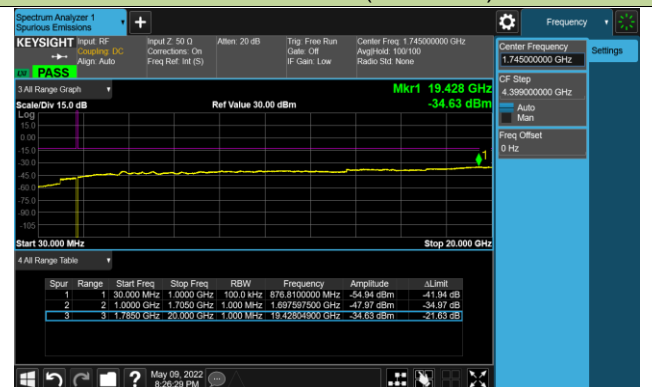 Spectrum Analyzer 1
Spurious Emissions
Frequency
KEYSIGHT
Input: RF
Coupling: DC
Align: Auto
Input Z: 50 Ω
Corrections: On
Freq Ref: Int (S)
Atten: 20 dB
Trig: Free Run
Gate: Off
IF Gain: Low
Center Freq: 1.745000000 GHz
Avg|Hold: 100/100
Radio Std: None
PASS
Center Frequency
1.745000000 GHz
Settings
CF Step
4.399000000 GHz
Auto
Man
Freq Offset
0 Hz
3 All Range Graph
Mkr1 19.428 GHz
Scale/Div 15.0 dB
Ref Value 30.00 dBm
-34.63 dBm
Log
15.0
0.00
-15.0
-30.0
-45.0
-60.0
-75.0
-90.0
-105
1
Start 30.000 MHz
Stop 20.000 GHz
4 All Range Table
Spur Range Start Freq Stop Freq RBW Frequency Amplitude ΔLimit
1 1 30.000 MHz 1.0000 GHz 100.0 kHz 876.8100000 MHz -54.94 dBm -41.94 dB
2 2 1.0000 GHz 1.7050 GHz 1.000 MHz 1.697597500 GHz -47.97 dBm -34.97 dB
3 3 1.7850 GHz 20.000 GHz 1.000 MHz 19.42804900 GHz -34.63 dBm -21.63 dB
?
May 09, 2022
8:26:29 PM